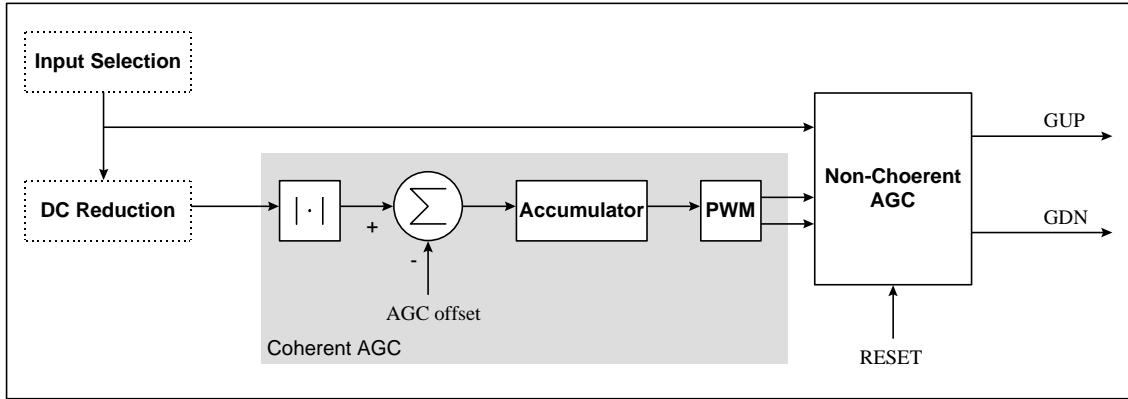 Input Selection
GUP
Non-Choerent
AGC
DC Reduction
| · |
∑
Accumulator
PWM
GDN
+
-
AGC offset
Coherent AGC
RESET